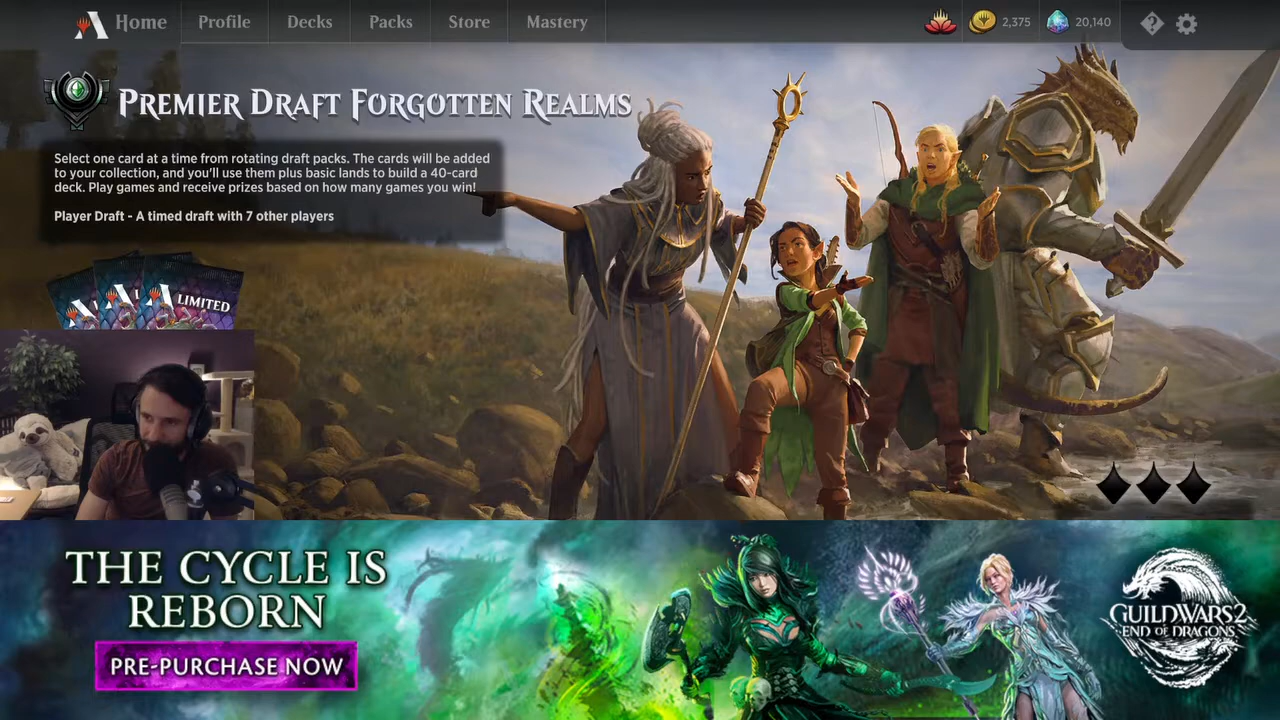 Home Profile Decks Packs Store Mastery 2,375 20,140
PREMIER DRAFT FORGOTTEN REALMS
Select one card at a time from rotating draft packs. The cards will be added
to your collection, and you'll use them plus basic lands to build a 40-card
deck. Play games and receive prizes based on how many games you win!
Player Draft - A timed draft with 7 other players
LIMITED
THE CYCLE IS
REBORN
PRE-PURCHASE NOW
GUILD WARS 2
END OF DRAGONS